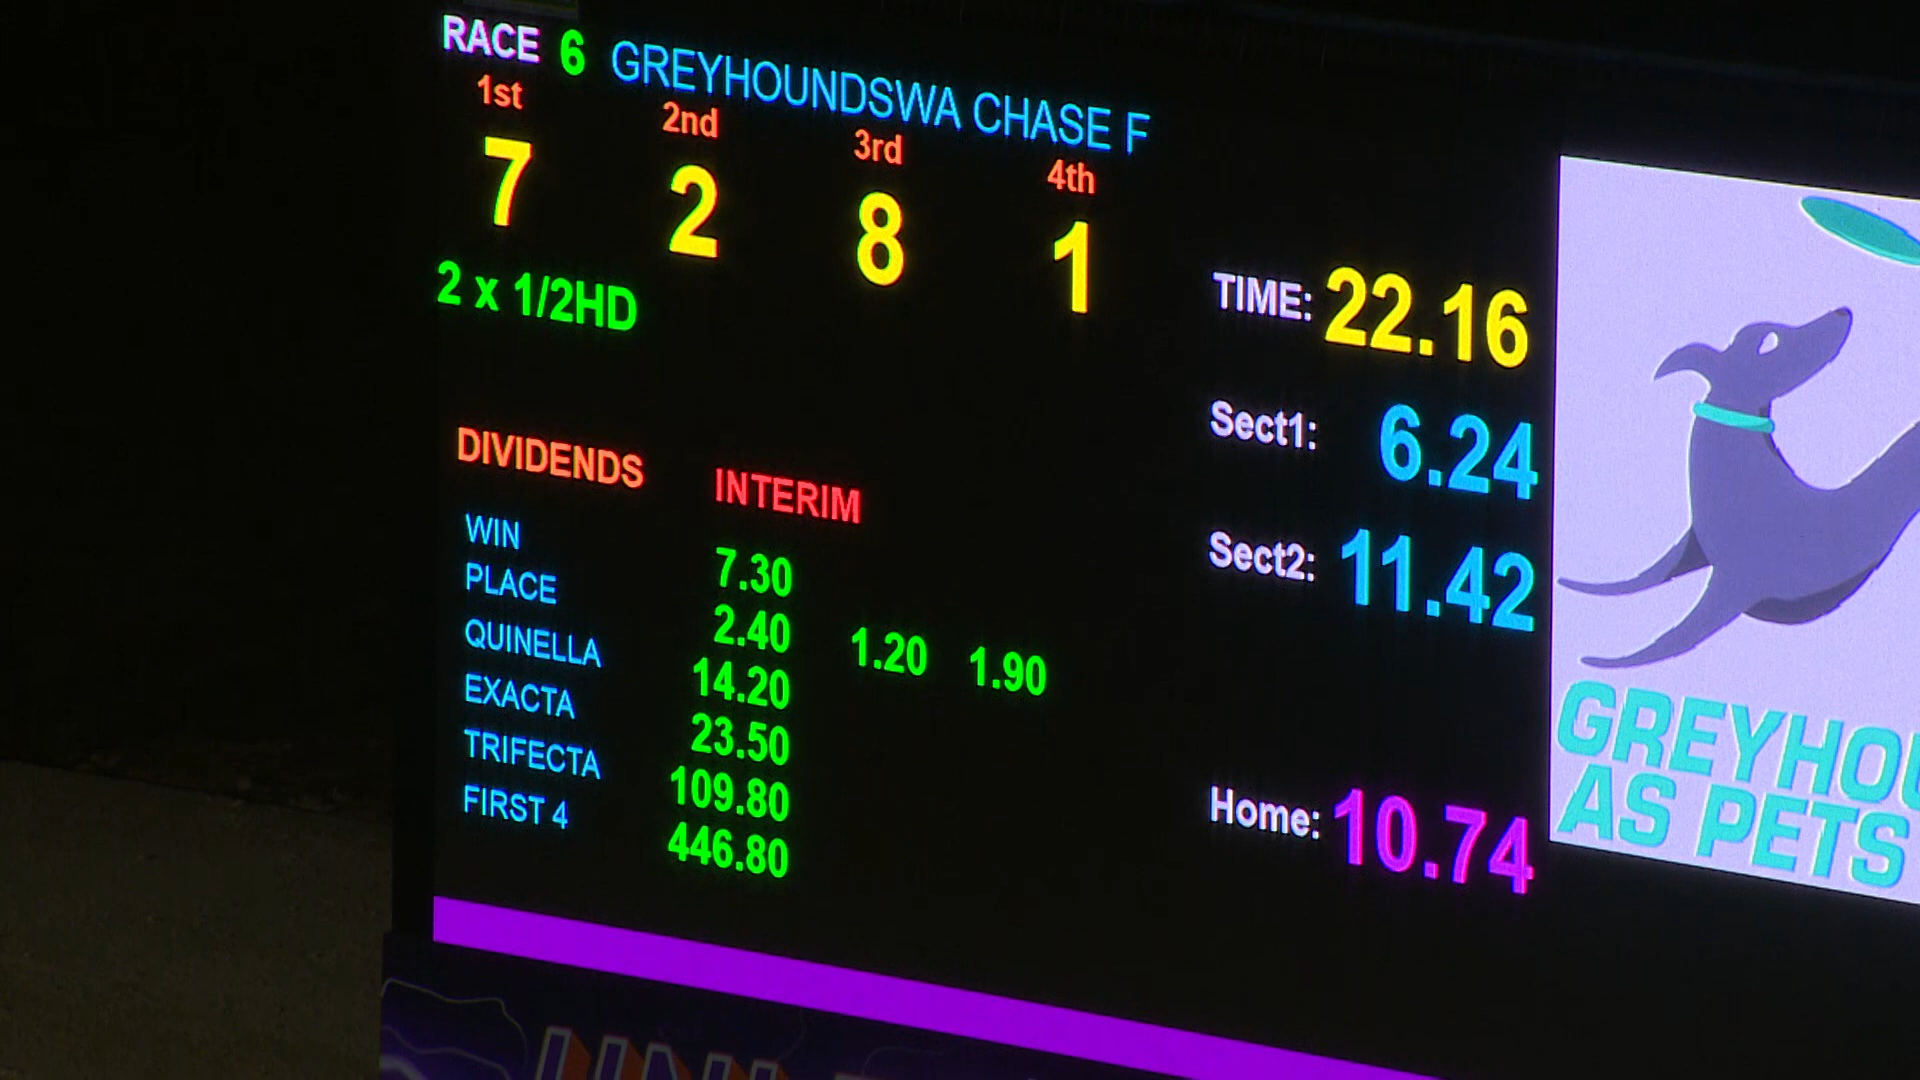 RACE 6 GREYHOUNDSWA CHASE F
1st 2nd 3rd 4th
7 2 8 1
2 x 1/2HD
TIME: 22.16
Sect1: 6.24
Sect2: 11.42
Home: 10.74
DIVIDENDS INTERIM
WIN 7.30
PLACE 2.40 1.20 1.90
QUINELLA 14.20
EXACTA 23.50
TRIFECTA 109.80
FIRST 4 446.80
GREYHOU
AS PETS